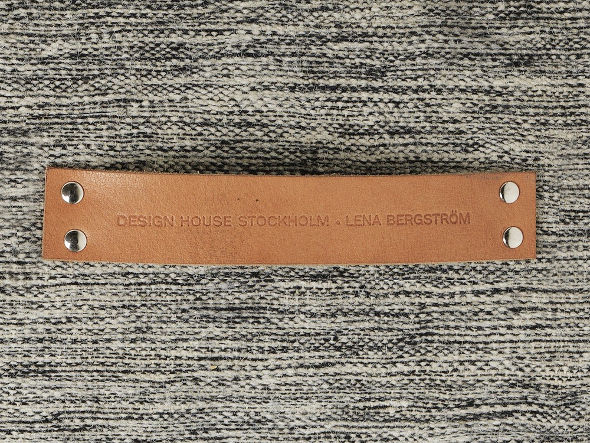 DESIGN HOUSE STOCKHOLM • LENA BERGSTRÖM